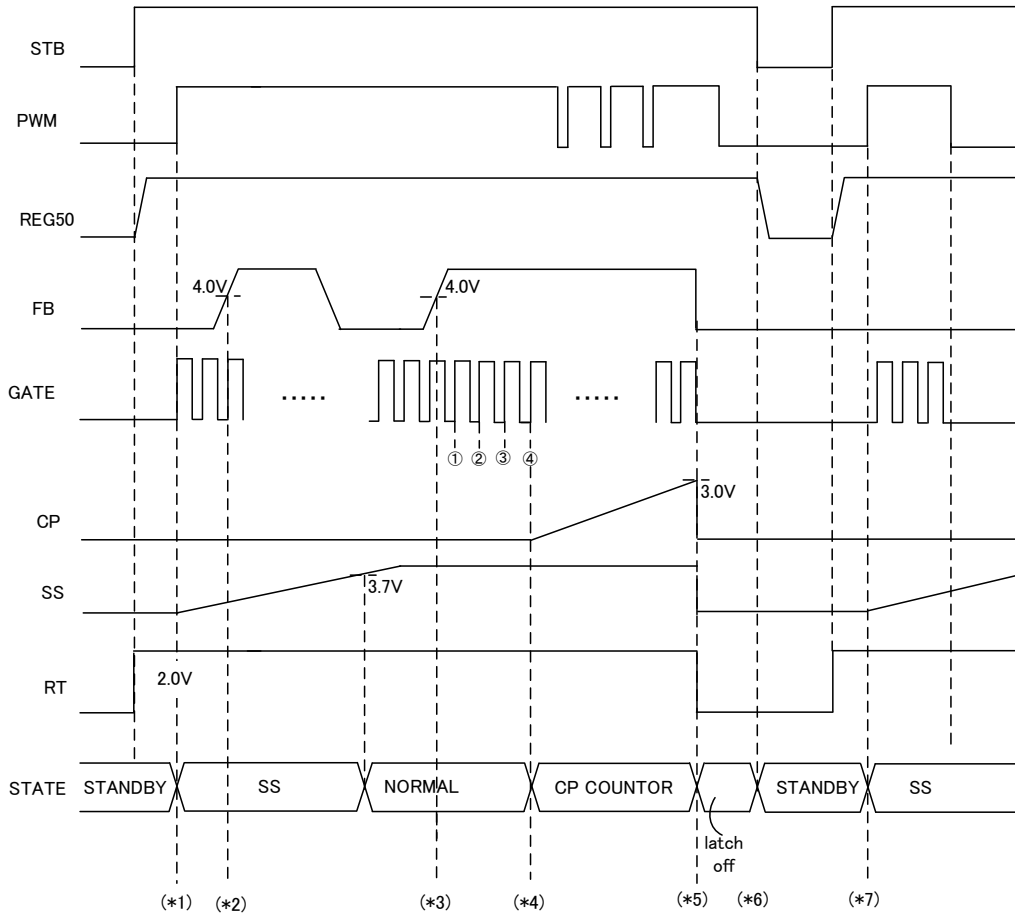 STB
PWM
REG50
4.0V 4.0V
FB
GATE
..... .....
① ② ③ ④
3.0V
CP
3.7V
SS
2.0V
RT
STATE STANDBY SS NORMAL CP COUNTOR STANDBY SS
latch
off
(*1) (*2) (*3) (*4) (*5) (*6) (*7)